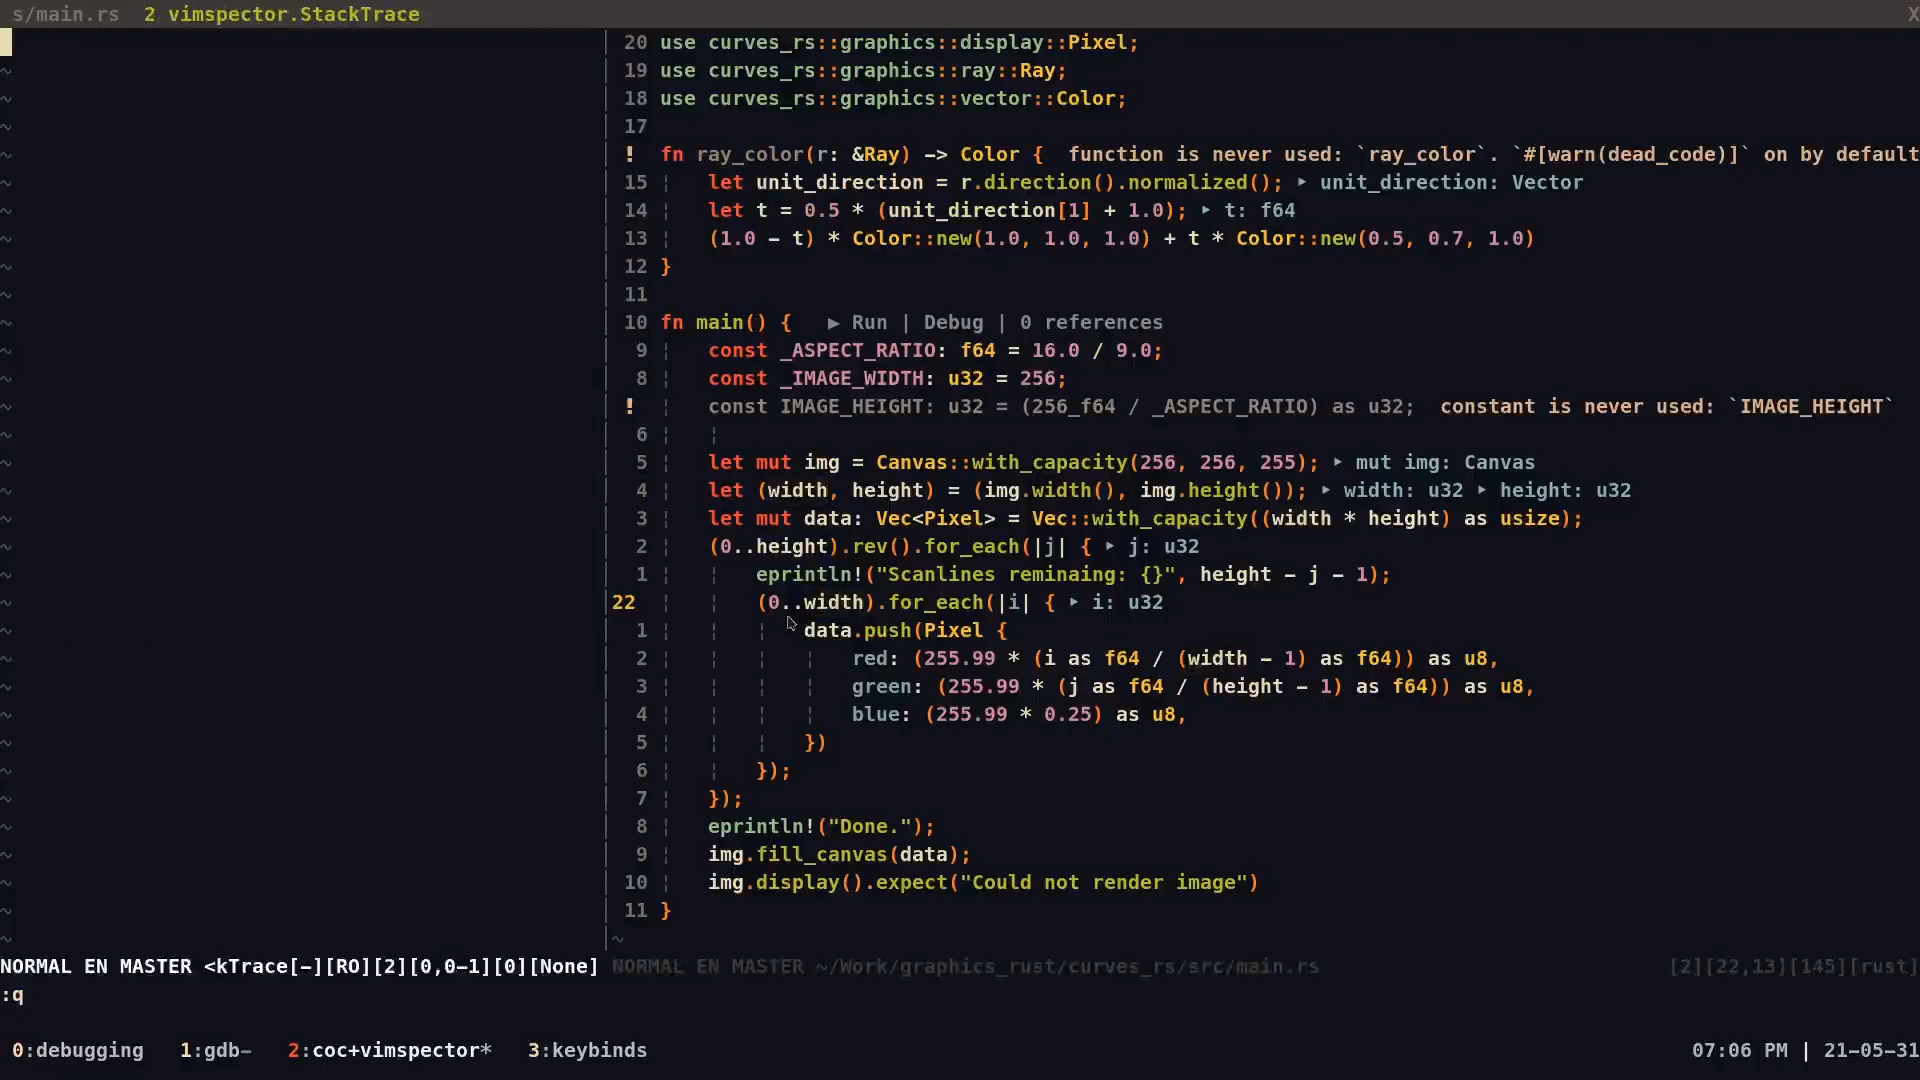 s/main.rs  2 vimspector.StackTrace X
20 use curves_rs::graphics::display::Pixel;
19 use curves_rs::graphics::ray::Ray;
18 use curves_rs::graphics::vector::Color;
17
! fn ray_color(r: &Ray) -> Color {  function is never used: `ray_color`. `#[warn(dead_code)]` on by default
15     let unit_direction = r.direction().normalized(); ‣ unit_direction: Vector
14     let t = 0.5 * (unit_direction[1] + 1.0); ‣ t: f64
13     (1.0 - t) * Color::new(1.0, 1.0, 1.0) + t * Color::new(0.5, 0.7, 1.0)
12 }
11
10 fn main() {   ▶ Run | Debug | 0 references
9     const _ASPECT_RATIO: f64 = 16.0 / 9.0;
8     const _IMAGE_WIDTH: u32 = 256;
!     const IMAGE_HEIGHT: u32 = (256_f64 / _ASPECT_RATIO) as u32;  constant is never used: `IMAGE_HEIGHT`
6
5     let mut img = Canvas::with_capacity(256, 256, 255); ‣ mut img: Canvas
4     let (width, height) = (img.width(), img.height()); ‣ width: u32 ‣ height: u32
3     let mut data: Vec<Pixel> = Vec::with_capacity((width * height) as usize);
2     (0..height).rev().for_each(|j| { ‣ j: u32
1         eprintln!("Scanlines reminaing: {}", height - j - 1);
22         (0..width).for_each(|i| { ‣ i: u32
1             data.push(Pixel {
2                 red: (255.99 * (i as f64 / (width - 1) as f64)) as u8,
3                 green: (255.99 * (j as f64 / (height - 1) as f64)) as u8,
4                 blue: (255.99 * 0.25) as u8,
5             })
6         });
7     });
8     eprintln!("Done.");
9     img.fill_canvas(data);
10     img.display().expect("Could not render image")
11 }
NORMAL EN MASTER <kTrace[-][RO][2][0,0-1][0][None] NORMAL EN MASTER ~/Work/graphics_rust/curves_rs/src/main.rs [2][22,13][145][rust]
:q
0:debugging   1:gdb-   2:coc+vimspector*   3:keybinds 07:06 PM | 21-05-31